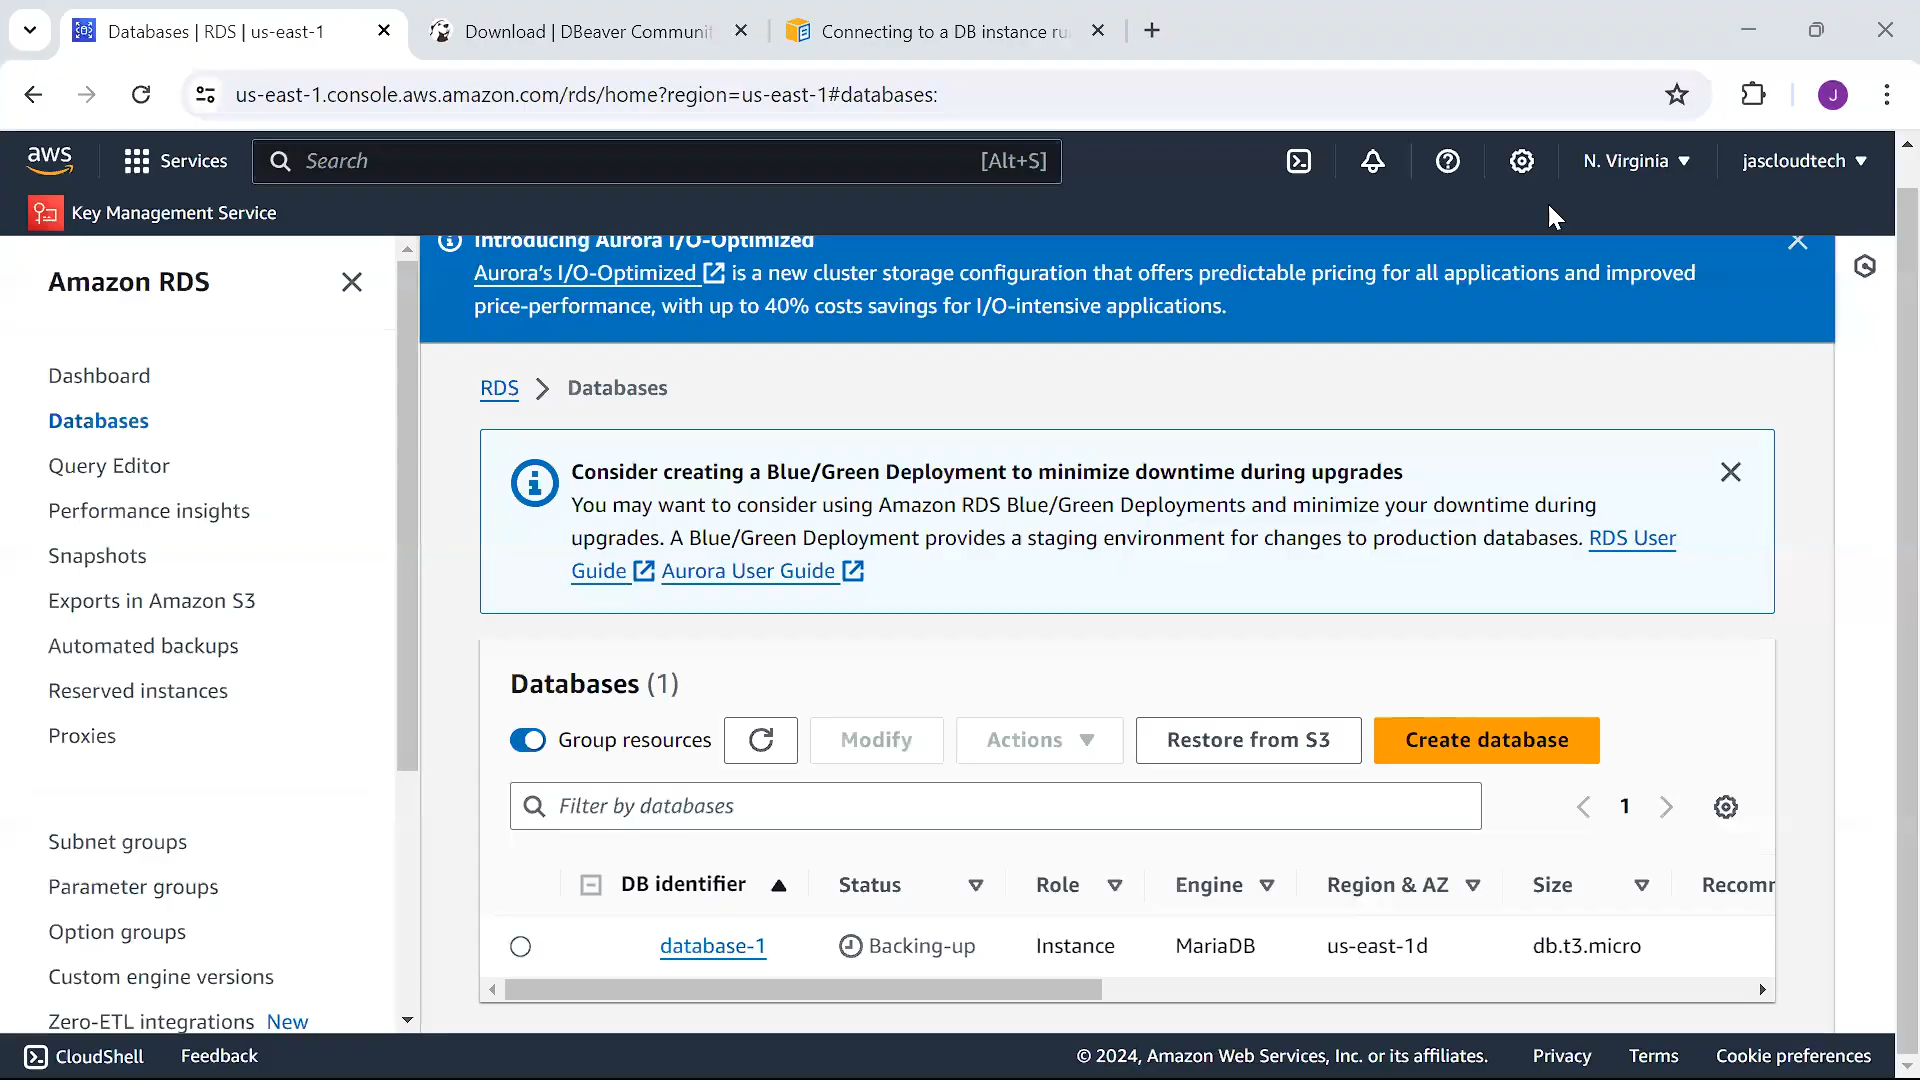 Databases | RDS | us-east-1
Download | DBeaver Communi
Connecting to a DB instance ru
us-east-1.console.aws.amazon.com/rds/home?region=us-east-1#databases:
J
aws
Services
Search
[Alt+S]
N. Virginia
jascloudtech
Key Management Service
Amazon RDS
Dashboard
Databases
Query Editor
Performance insights
Snapshots
Exports in Amazon S3
Automated backups
Reserved instances
Proxies
Subnet groups
Parameter groups
Option groups
Custom engine versions
Zero-ETL integrations New
Introducing Aurora I/O-Optimized
Aurora's I/O-Optimized is a new cluster storage configuration that offers predictable pricing for all applications and improved
price-performance, with up to 40% costs savings for I/O-intensive applications.
RDS > Databases
Consider creating a Blue/Green Deployment to minimize downtime during upgrades
You may want to consider using Amazon RDS Blue/Green Deployments and minimize your downtime during
upgrades. A Blue/Green Deployment provides a staging environment for changes to production databases. RDS User
Guide Aurora User Guide
Databases (1)
Group resources
Modify
Actions
Restore from S3
Create database
Filter by databases
1
DB identifier Status Role Engine Region & AZ Size Recomm
database-1 Backing-up Instance MariaDB us-east-1d db.t3.micro
CloudShell Feedback © 2024, Amazon Web Services, Inc. or its affiliates. Privacy Terms Cookie preferences